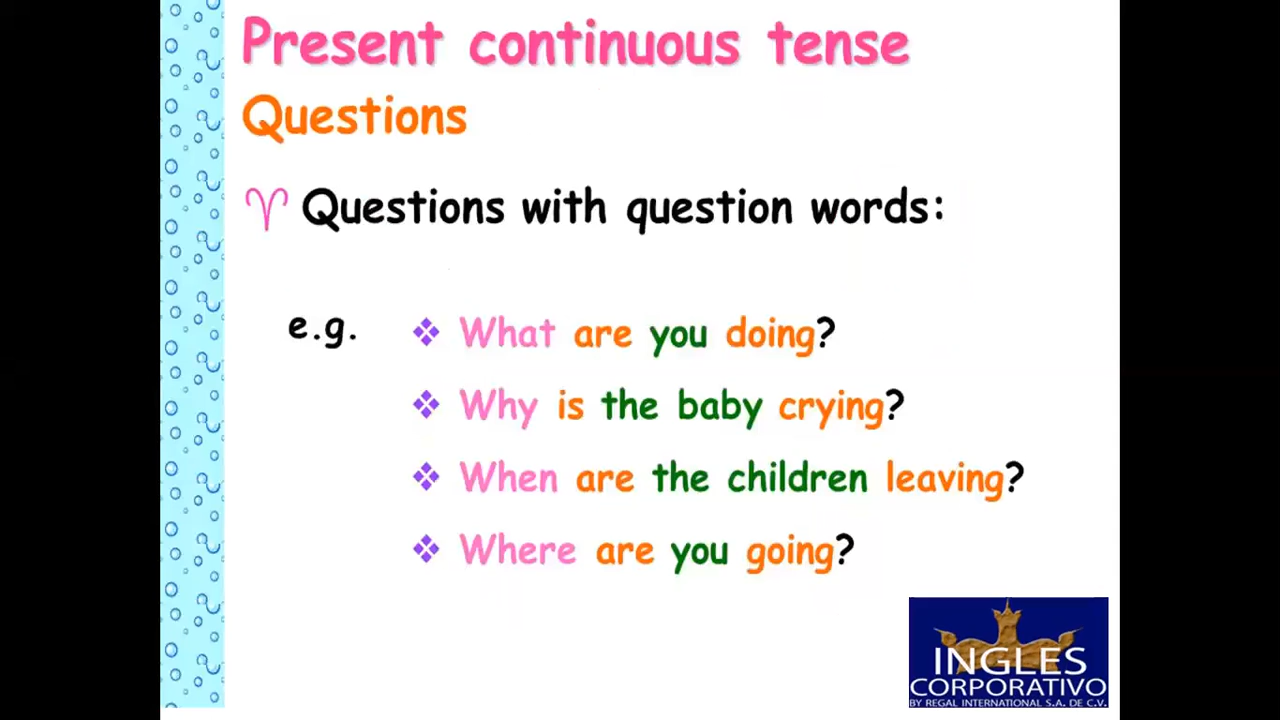 Present continuous tense
Questions
♈ Questions with question words:
e.g.
❖ What are you doing?
❖ Why is the baby crying?
❖ When are the children leaving?
❖ Where are you going?
INGLES
CORPORATIVO
BY REGAL INTERNATIONAL S.A. DE C.V.